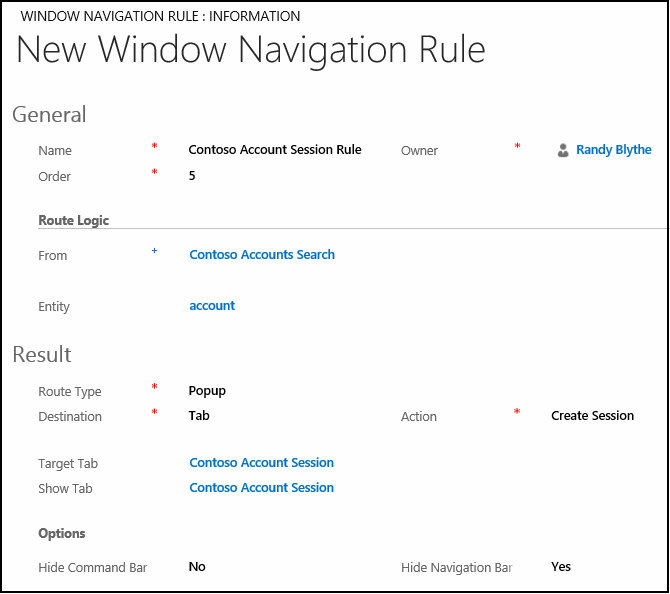 WINDOW NAVIGATION RULE : INFORMATION
New Window Navigation Rule
General
Name * Contoso Account Session Rule Owner * Randy Blythe
Order * 5
Route Logic
From + Contoso Accounts Search
Entity account
Result
Route Type * Popup
Destination * Tab Action * Create Session
Target Tab Contoso Account Session
Show Tab Contoso Account Session
Options
Hide Command Bar No Hide Navigation Bar Yes